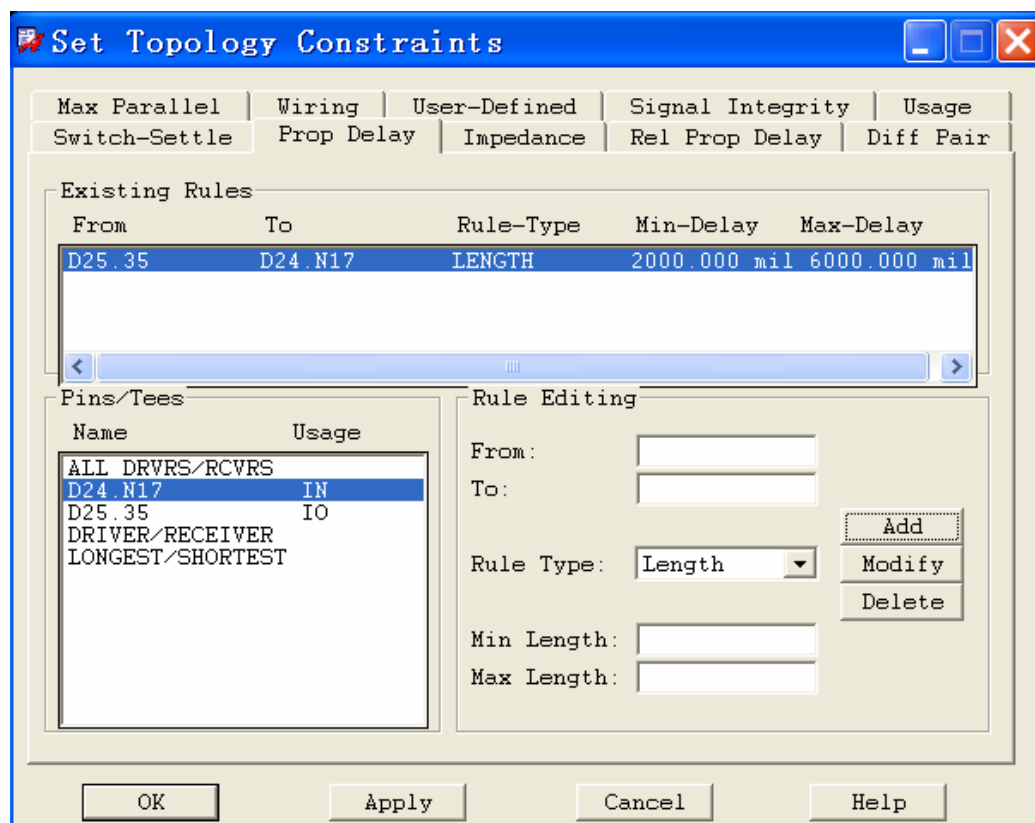 Set Topology Constraints
Max Parallel Wiring User-Defined Signal Integrity Usage
Switch-Settle Prop Delay Impedance Rel Prop Delay Diff Pair
Existing Rules
From To Rule-Type Min-Delay Max-Delay
D25.35 D24.N17 LENGTH 2000.000 mil 6000.000 mil
Pins/Tees
Name Usage
ALL DRVRS/RCVRS
D24.N17 IN
D25.35 IO
DRIVER/RECEIVER
LONGEST/SHORTEST
Rule Editing
From:
To:
Rule Type: Length
Min Length:
Max Length:
Add
Modify
Delete
OK Apply Cancel Help